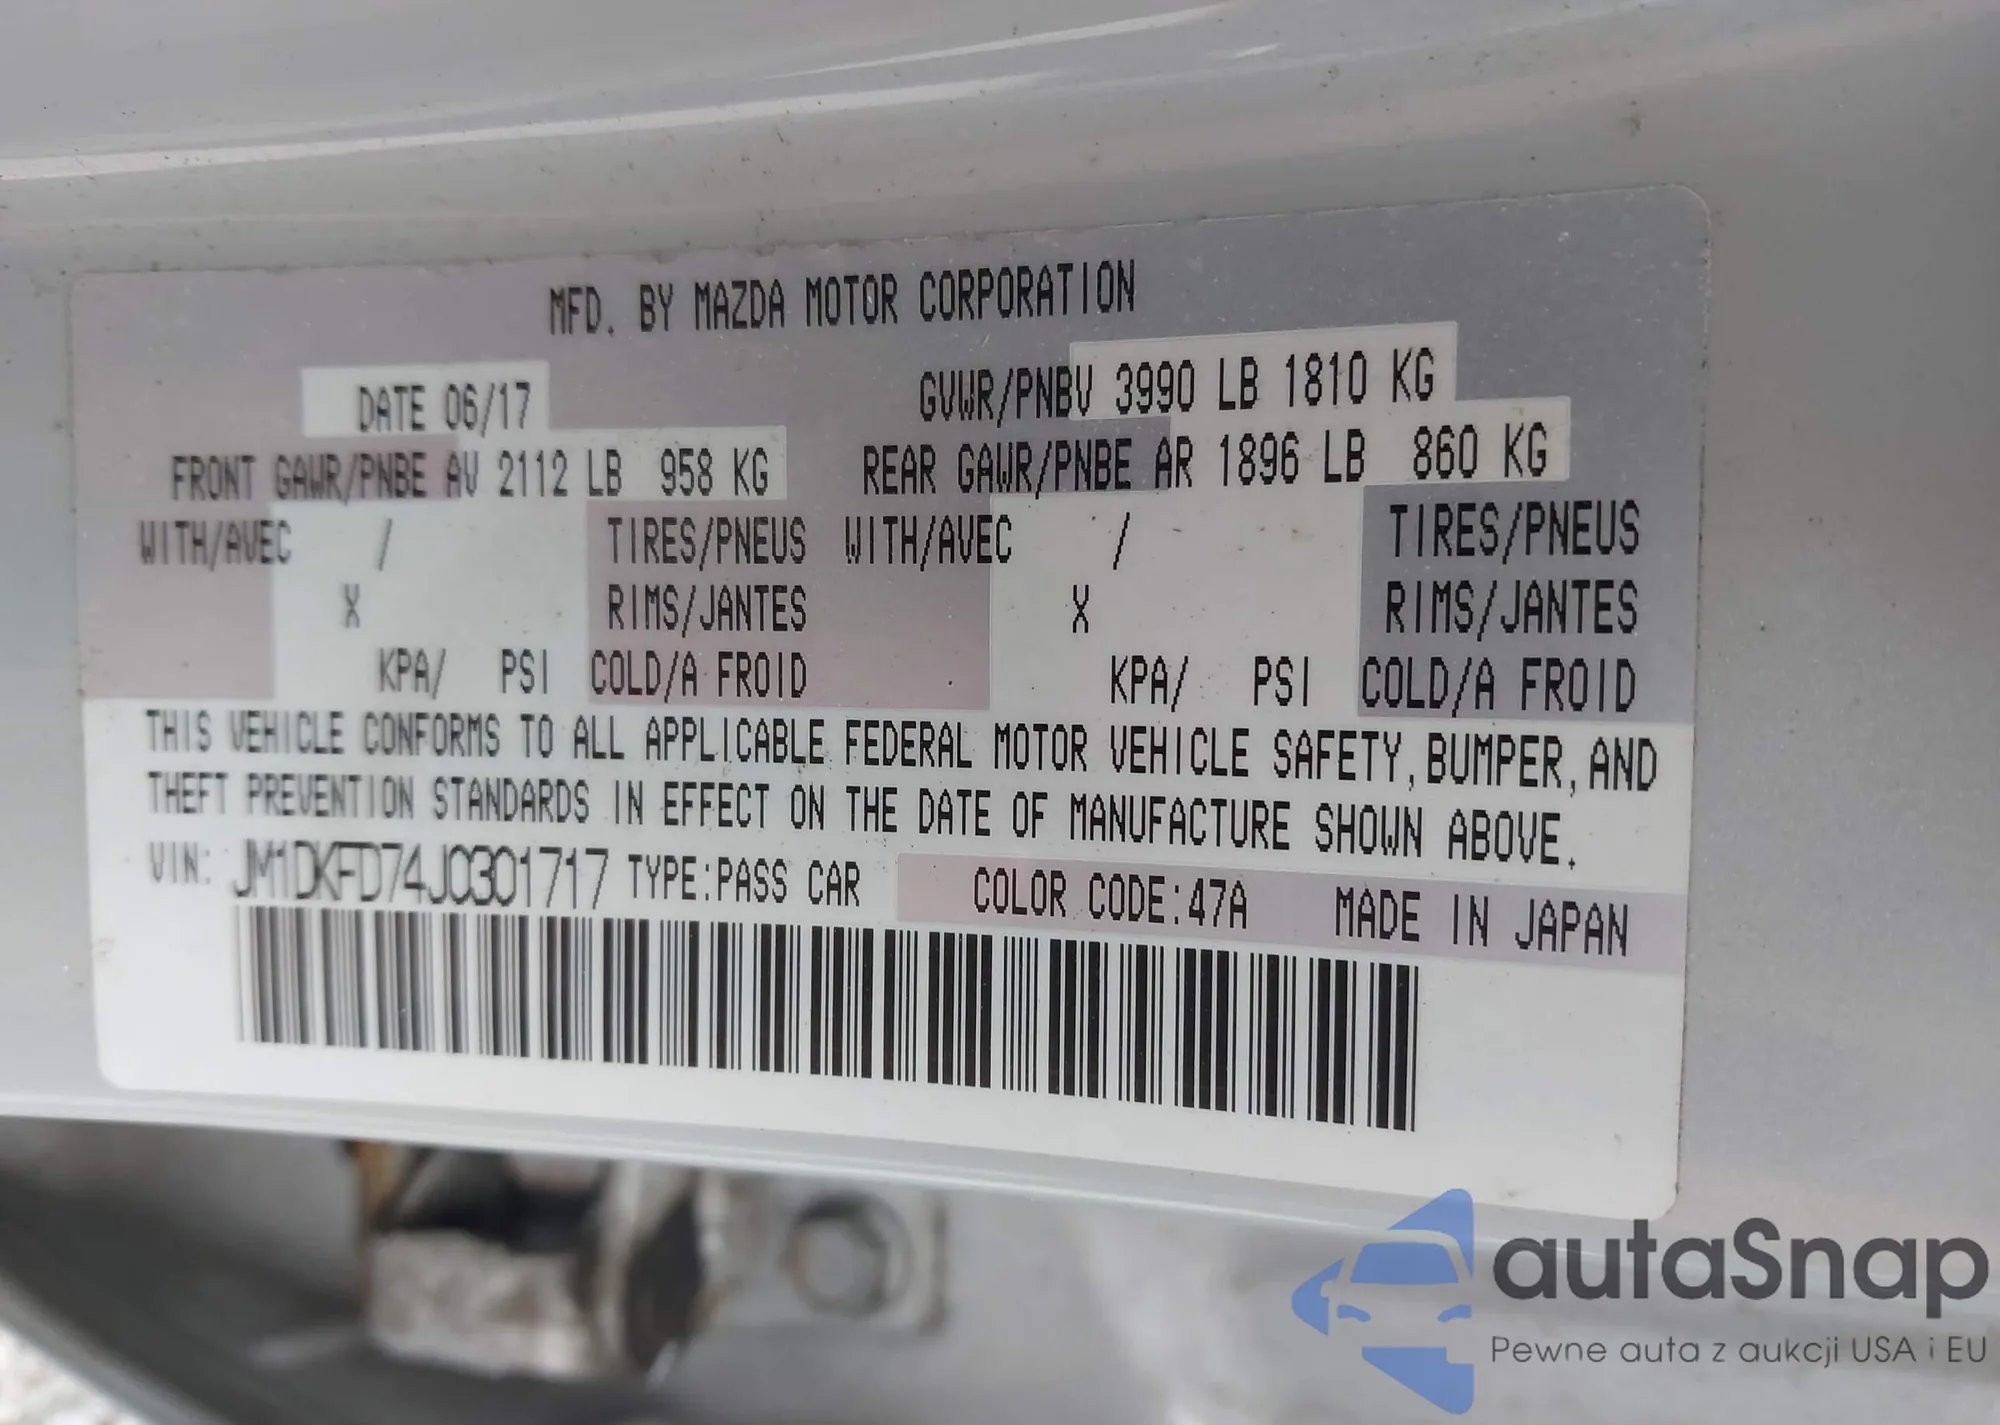 MFD. BY MAZDA MOTOR CORPORATION
DATE 06/17 GVWR/PNBV 3990 LB 1810 KG
FRONT GAWR/PNBE AV 2112 LB 958 KG REAR GAWR/PNBE AR 1896 LB 860 KG
WITH/AVEC / TIRES/PNEUS WITH/AVEC / TIRES/PNEUS
X RIMS/JANTES X RIMS/JANTES
KPA/ PSI COLD/A FROID KPA/ PSI COLD/A FROID
THIS VEHICLE CONFORMS TO ALL APPLICABLE FEDERAL MOTOR VEHICLE SAFETY, BUMPER, AND
THEFT PREVENTION STANDARDS IN EFFECT ON THE DATE OF MANUFACTURE SHOWN ABOVE.
VIN: JM1DKFD74J0301717 TYPE:PASS CAR COLOR CODE:47A MADE IN JAPAN
autaSnap
Pewne auta z aukcji USA i EU